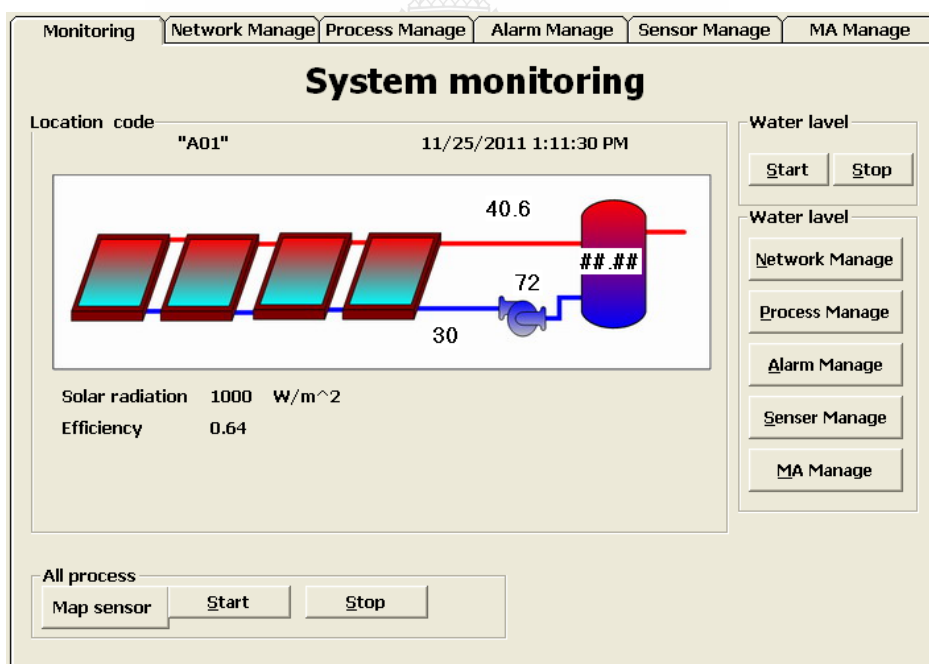 Monitoring Network Manage Process Manage Alarm Manage Sensor Manage MA Manage
System monitoring
Location code
"A01" 11/25/2011 1:11:30 PM
40.6
##.##
72
30
Solar radiation 1000 W/m^2
Efficiency 0.64
Water lavel
Start Stop
Water lavel
Network Manage
Process Manage
Alarm Manage
Senser Manage
MA Manage
All process
Map sensor Start Stop